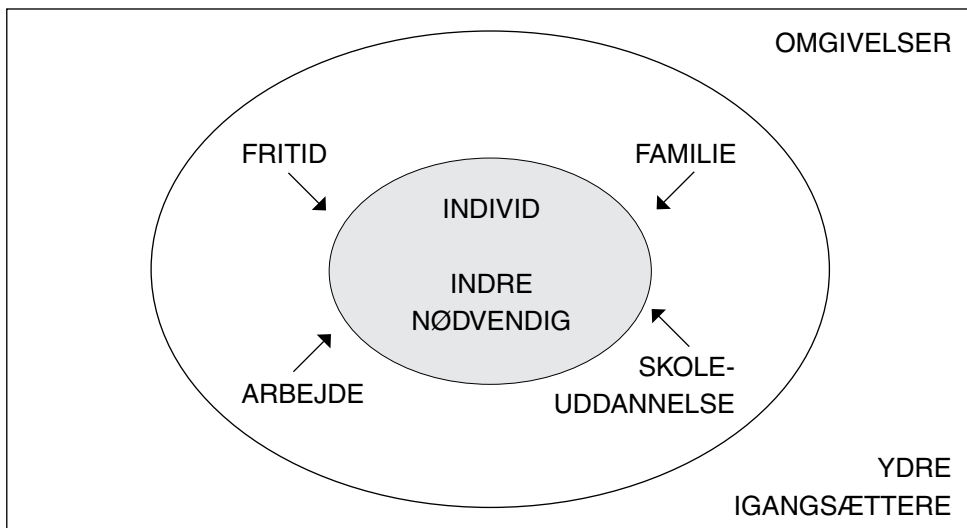 OMGIVELSER
FRITID
FAMILIE
INDIVID
INDRE
NØDVENDIG
ARBEJDE
SKOLE-
UDDANNELSE
YDRE
IGANGSÆTTERE